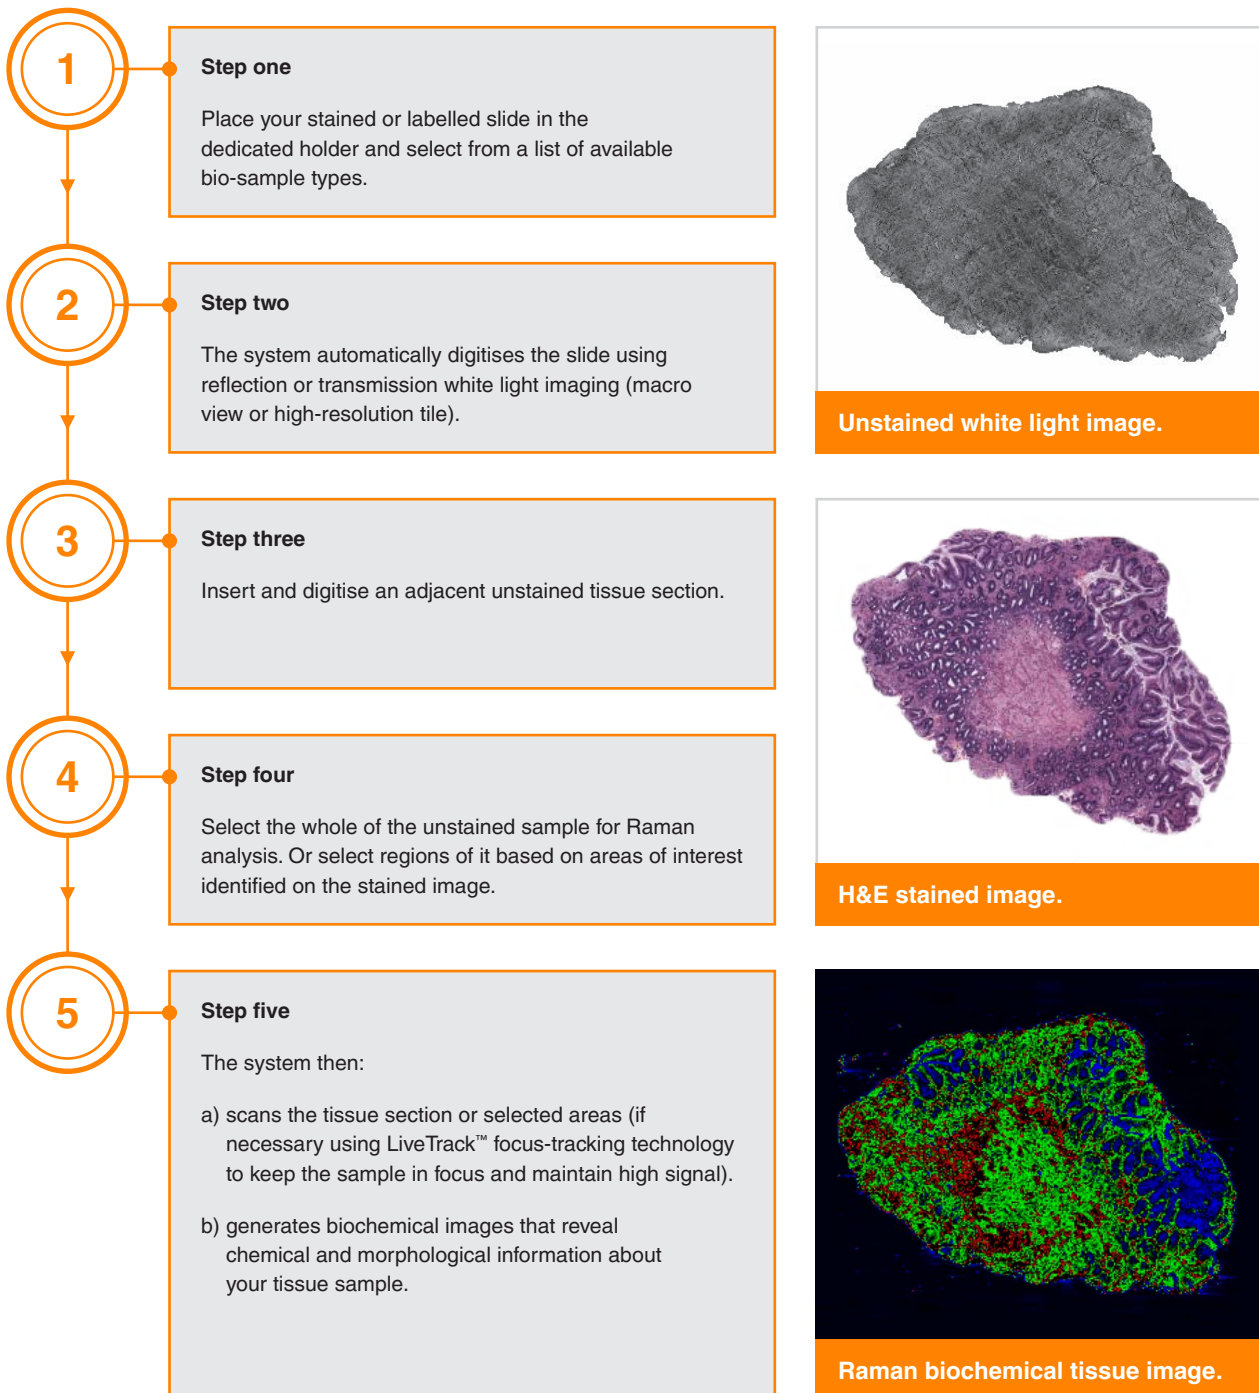 1
Step one
Place your stained or labelled slide in the
dedicated holder and select from a list of available
bio-sample types.
2
Step two
The system automatically digitises the slide using
reflection or transmission white light imaging (macro
view or high-resolution tile).
Unstained white light image.
3
Step three
Insert and digitise an adjacent unstained tissue section.
4
Step four
Select the whole of the unstained sample for Raman
analysis. Or select regions of it based on areas of interest
identified on the stained image.
H&E stained image.
5
Step five
The system then:
a) scans the tissue section or selected areas (if
necessary using LiveTrack™ focus-tracking technology
to keep the sample in focus and maintain high signal).
b) generates biochemical images that reveal
chemical and morphological information about
your tissue sample.
Raman biochemical tissue image.